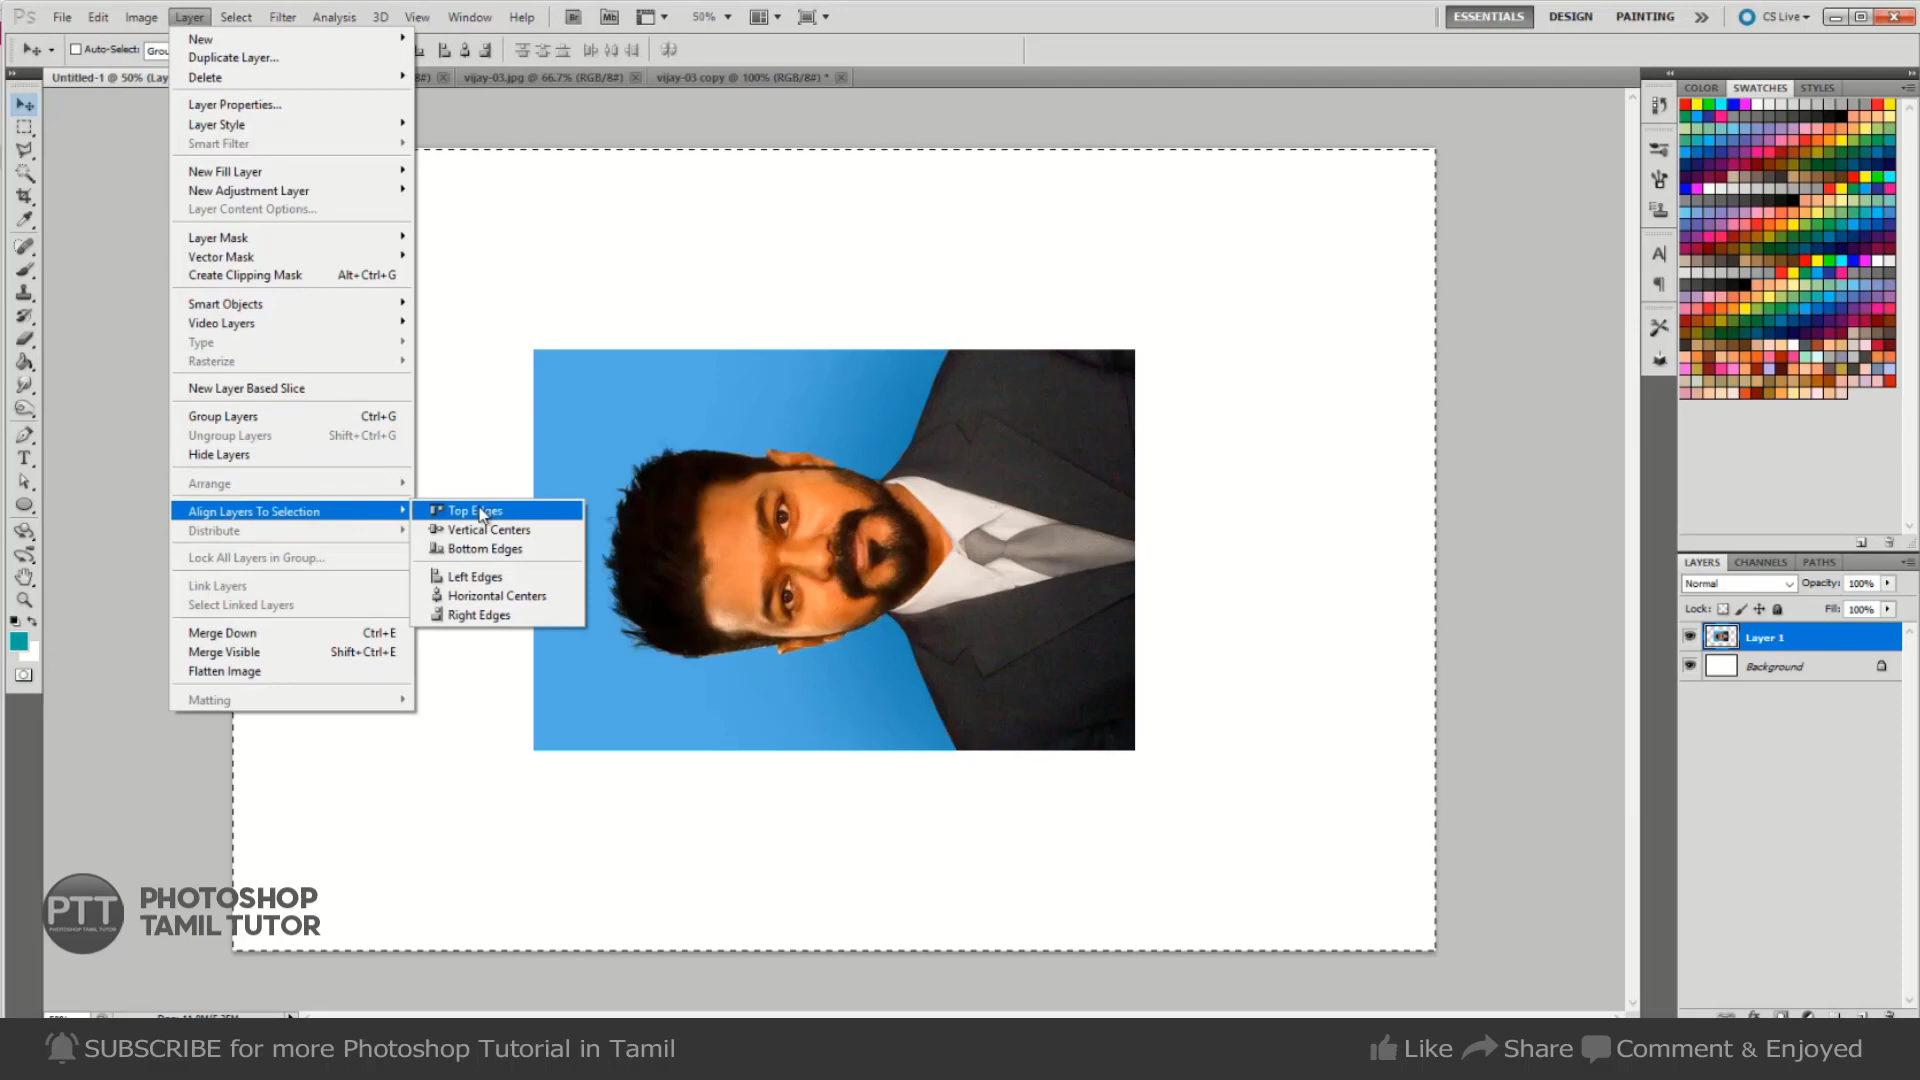 Ps File Edit Image Layer Select Filter Analysis 3D View Window Help Br Mb 50% ESSENTIALS DESIGN PAINTING CS Live
Auto-Select: Grou
Untitled-1 @ 50% (Lay
8#)
vijay-03.jpg @ 66.7% (RGB/8#)
vijay-03 copy @ 100% (RGB/8#) *
New
Duplicate Layer...
Delete
Layer Properties...
Layer Style
Smart Filter
New Fill Layer
New Adjustment Layer
Layer Content Options...
Layer Mask
Vector Mask
Create Clipping Mask Alt+Ctrl+G
Smart Objects
Video Layers
Type
Rasterize
New Layer Based Slice
Group Layers Ctrl+G
Ungroup Layers Shift+Ctrl+G
Hide Layers
Arrange
Align Layers To Selection
Distribute
Lock All Layers in Group...
Link Layers
Select Linked Layers
Merge Down Ctrl+E
Merge Visible Shift+Ctrl+E
Flatten Image
Matting
Top Edges
Vertical Centers
Bottom Edges
Left Edges
Horizontal Centers
Right Edges
COLOR SWATCHES STYLES
LAYERS CHANNELS PATHS
Normal Opacity: 100%
Lock: Fill: 100%
Layer 1
Background
PTT
PHOTOSHOP TAMIL TUTOR
PHOTOSHOP
TAMIL TUTOR
SUBSCRIBE for more Photoshop Tutorial in Tamil
Like Share Comment & Enjoyed